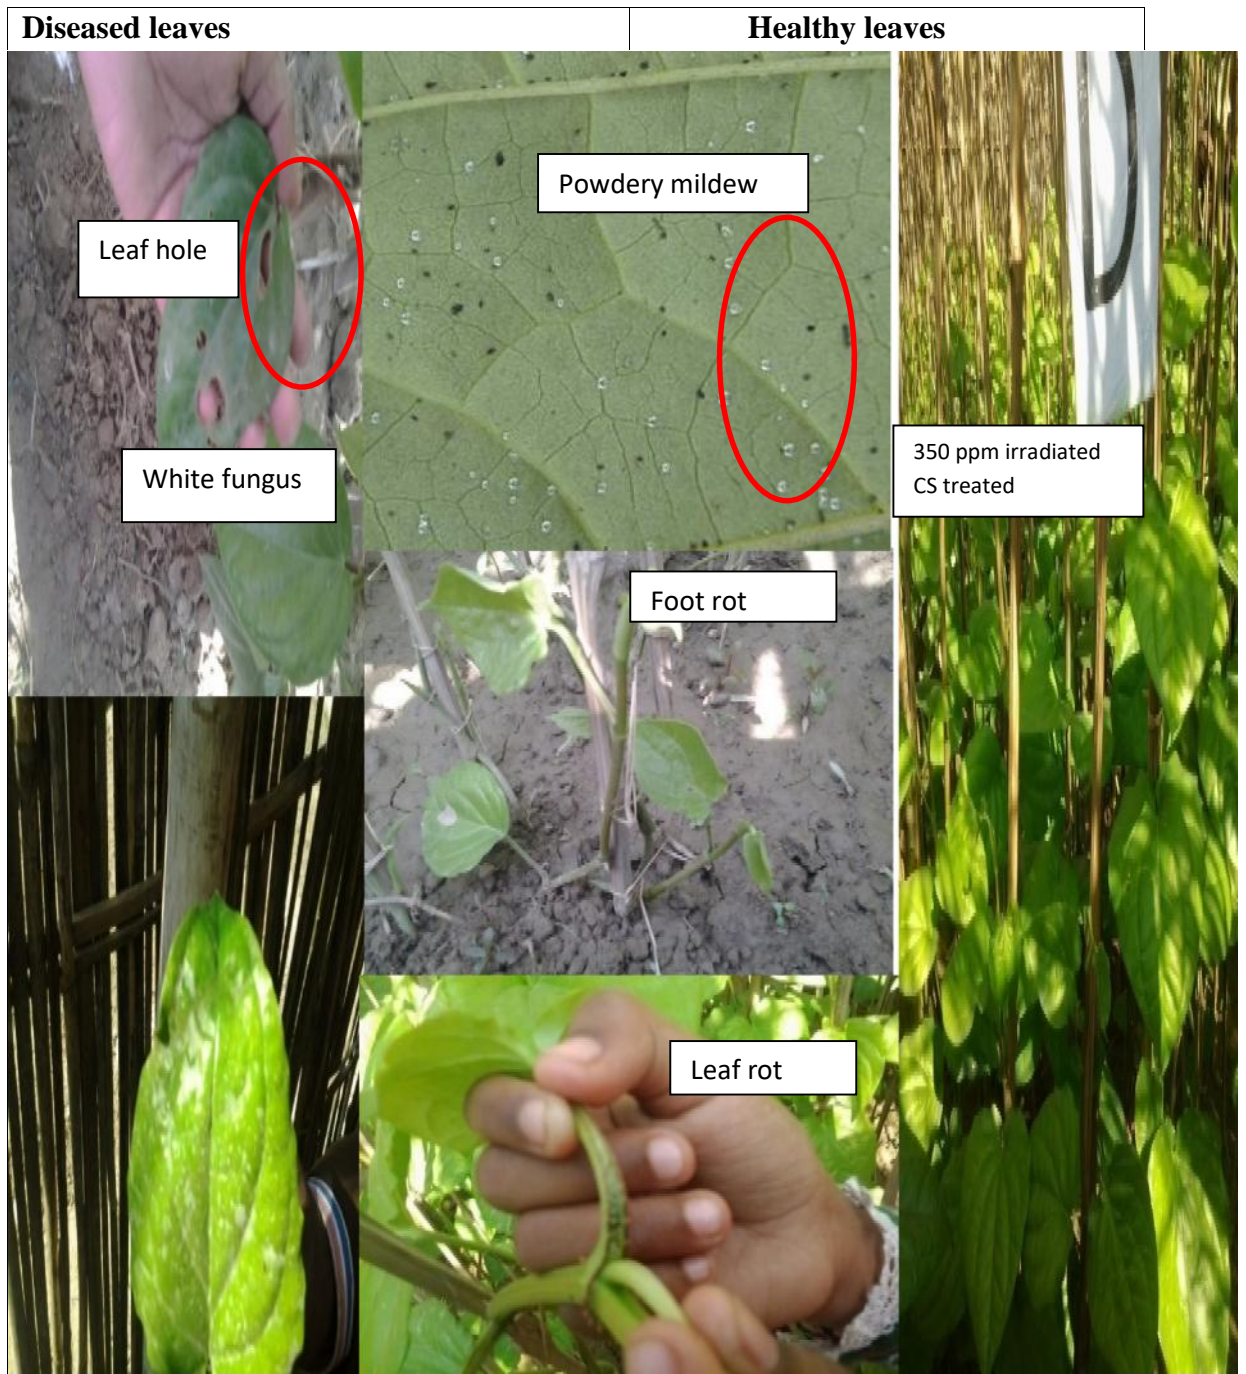 Diseased leaves
Healthy leaves
Powdery mildew
Leaf hole
350 ppm irradiated
CS treated
White fungus
Foot rot
Leaf rot